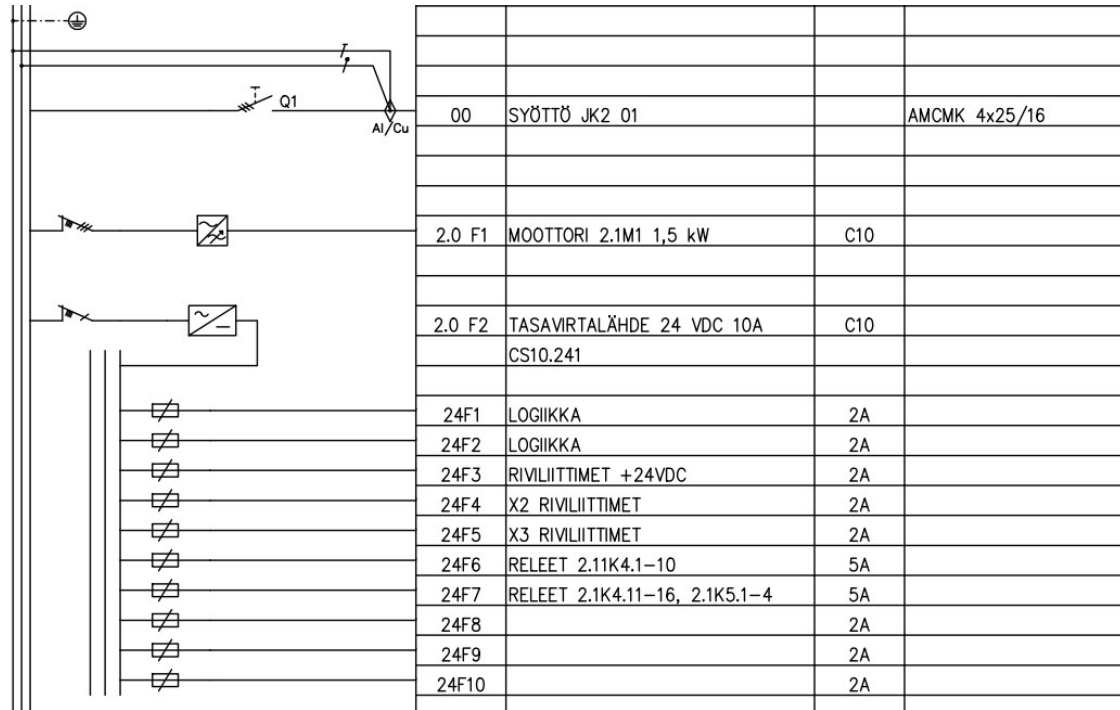 Q1
Al/Cu
00 SYÖTTÖ JK2 01 AMCMK 4x25/16
2.0 F1 MOOTTORI 2.1M1 1,5 kW C10
2.0 F2 TASAVIRTALÄHDE 24 VDC 10A C10
CS10.241
24F1 LOGIIKKA 2A
24F2 LOGIIKKA 2A
24F3 RIVILIITTIMET +24VDC 2A
24F4 X2 RIVILIITTIMET 2A
24F5 X3 RIVILIITTIMET 2A
24F6 RELEET 2.11K4.1-10 5A
24F7 RELEET 2.1K4.11-16, 2.1K5.1-4 5A
24F8 2A
24F9 2A
24F10 2A